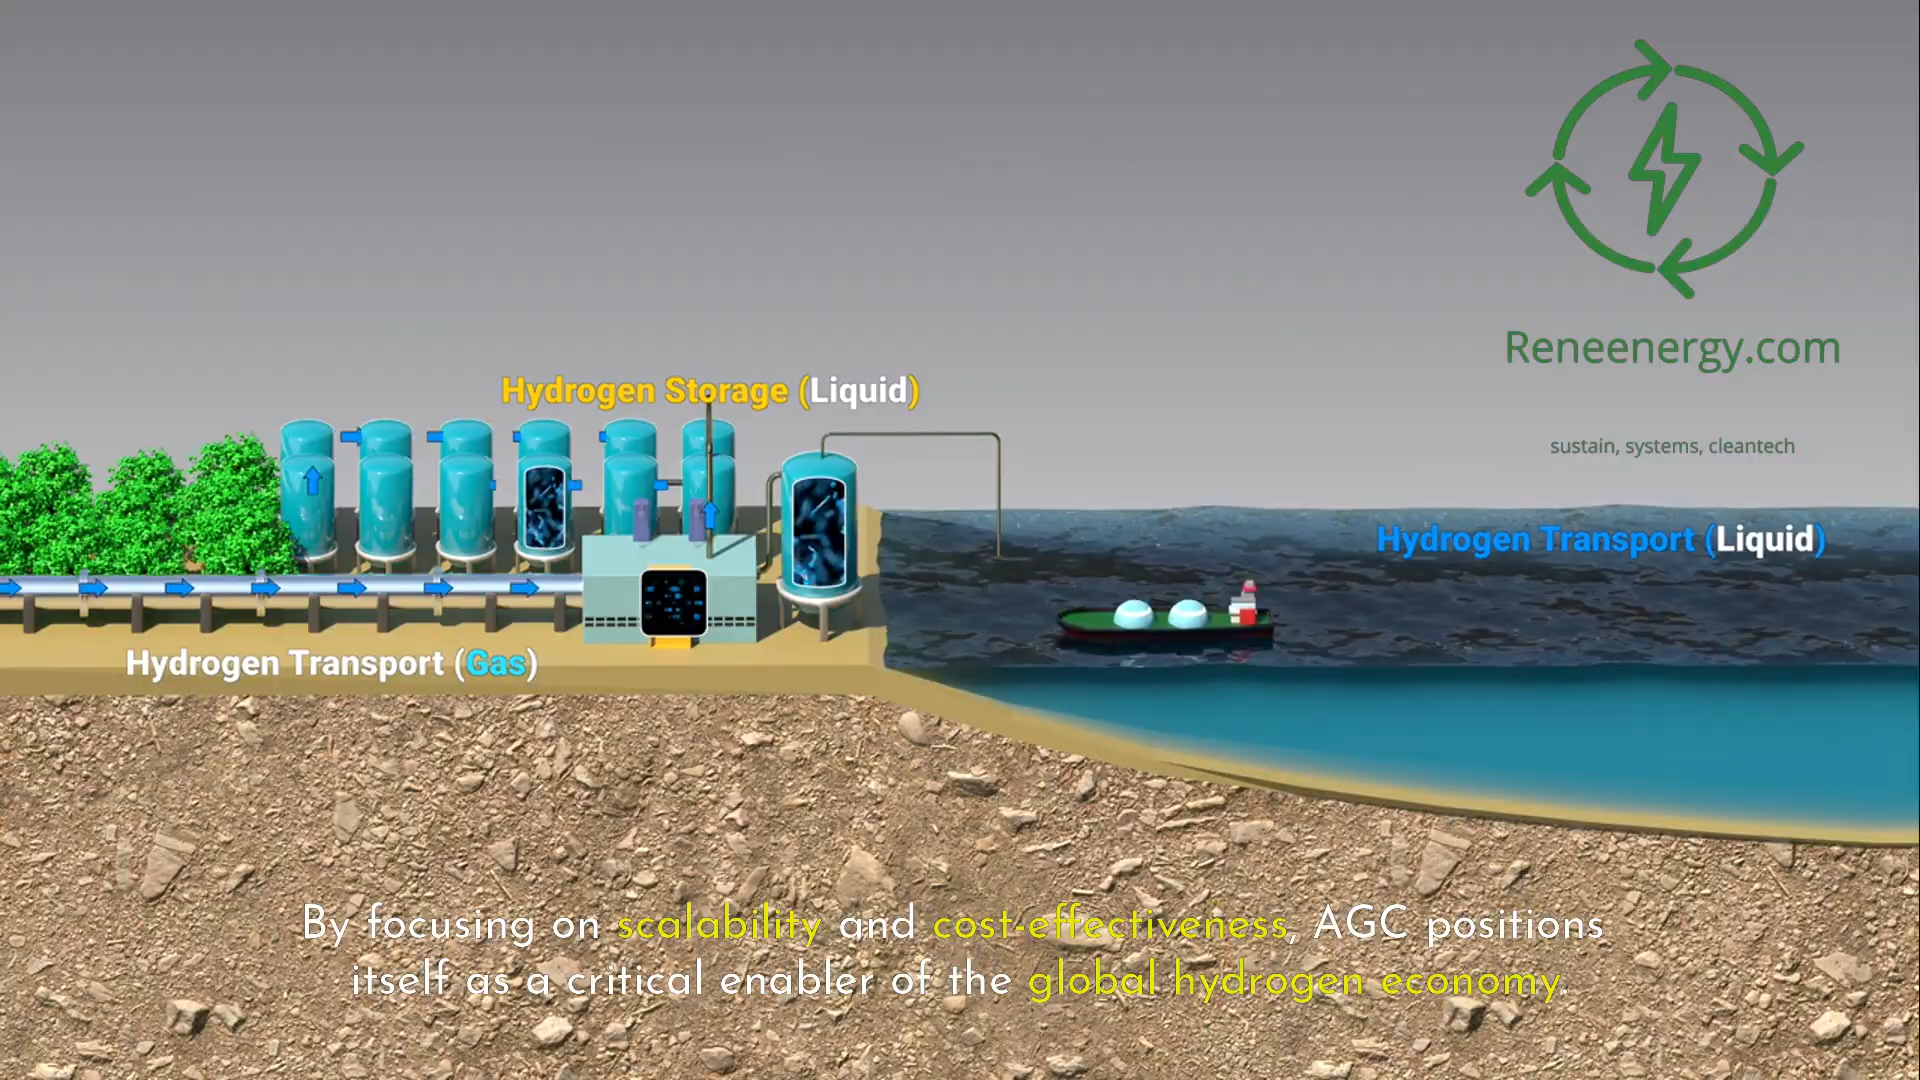 Reneenergy.com
sustain, systems, cleantech
Hydrogen Storage (Liquid)
Hydrogen Transport (Liquid)
Hydrogen Transport (Gas)
By focusing on scalability and cost-effectiveness, AGC positions
itself as a critical enabler of the global hydrogen economy.